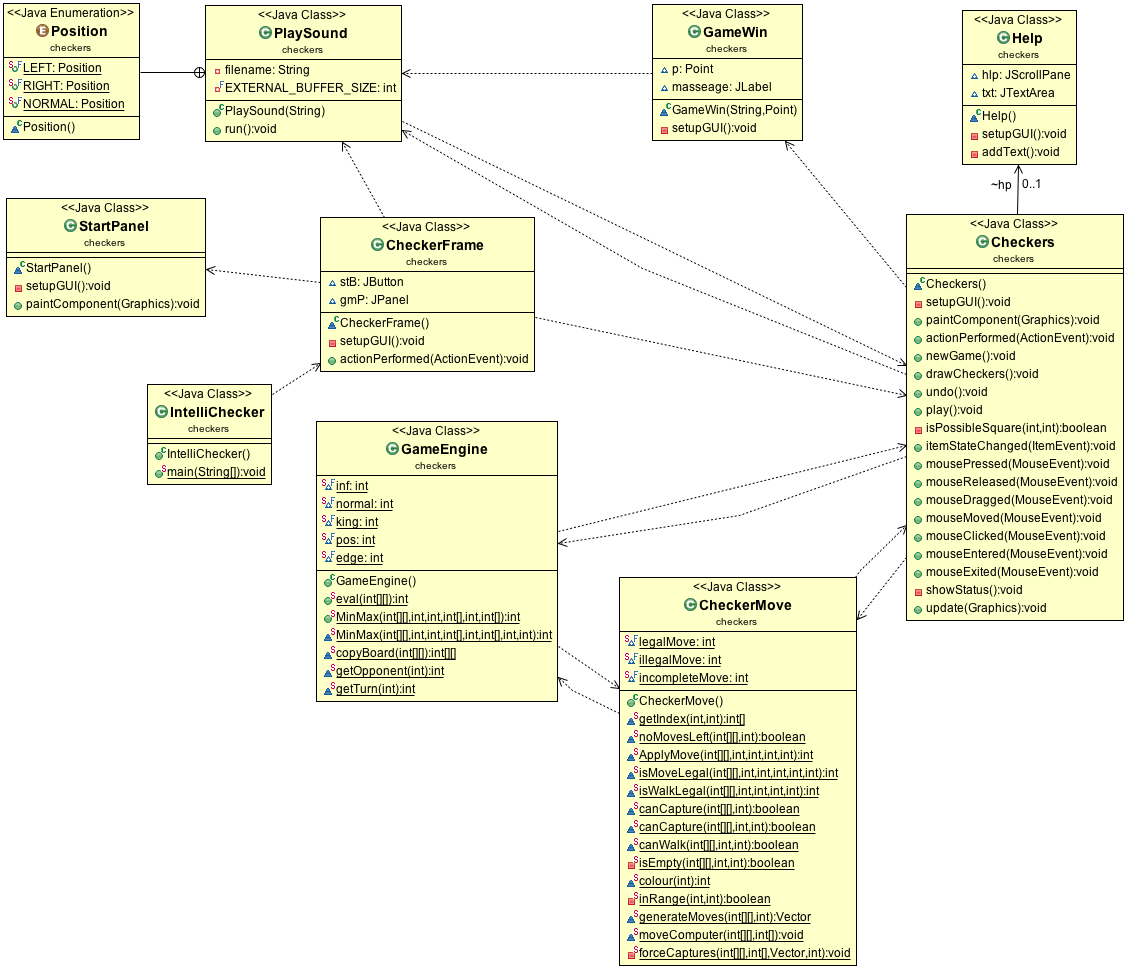 <<Java Enumeration>>
Position
checkers
LEFT: Position
RIGHT: Position
NORMAL: Position
Position()
<<Java Class>>
PlaySound
checkers
filename: String
EXTERNAL_BUFFER_SIZE: int
PlaySound(String)
run():void
<<Java Class>>
GameWin
checkers
p: Point
masseage: JLabel
GameWin(String,Point)
setupGUI():void
<<Java Class>>
Help
checkers
hlp: JScrollPane
txt: JTextArea
Help()
setupGUI():void
addText():void
~hp 0..1
<<Java Class>>
StartPanel
checkers
StartPanel()
setupGUI():void
paintComponent(Graphics):void
<<Java Class>>
CheckerFrame
checkers
stB: JButton
gmP: JPanel
CheckerFrame()
setupGUI():void
actionPerformed(ActionEvent):void
<<Java Class>>
Checkers
checkers
Checkers()
setupGUI():void
paintComponent(Graphics):void
actionPerformed(ActionEvent):void
newGame():void
drawCheckers():void
undo():void
play():void
isPossibleSquare(int,int):boolean
itemStateChanged(ItemEvent):void
mousePressed(MouseEvent):void
mouseReleased(MouseEvent):void
mouseDragged(MouseEvent):void
mouseMoved(MouseEvent):void
mouseClicked(MouseEvent):void
mouseEntered(MouseEvent):void
mouseExited(MouseEvent):void
showStatus():void
update(Graphics):void
<<Java Class>>
IntelliChecker
checkers
IntelliChecker()
main(String[]):void
<<Java Class>>
GameEngine
checkers
inf: int
normal: int
king: int
pos: int
edge: int
GameEngine()
eval(int[][]):int
MinMax(int[][],int,int,int[],int,int[]):int
MinMax(int[][],int,int,int[],int[],int,int):int
copyBoard(int[][]):int[][]
getOpponent(int):int
getTurn(int):int
<<Java Class>>
CheckerMove
checkers
legalMove: int
illegalMove: int
incompleteMove: int
CheckerMove()
getIndex(int,int):int[]
noMovesLeft(int[][],int):boolean
ApplyMove(int[][],int,int,int,int):int
isMoveLegal(int[][],int,int,int,int,int):int
isWalkLegal(int[][],int,int,int,int):int
canCapture(int[][],int):boolean
canCapture(int[][],int,int):boolean
canWalk(int[][],int,int):boolean
isEmpty(int[][],int,int):boolean
colour(int):int
inRange(int,int):boolean
generateMoves(int[][],int):Vector
moveComputer(int[][],int[]):void
forceCaptures(int[][],int[],Vector,int):void